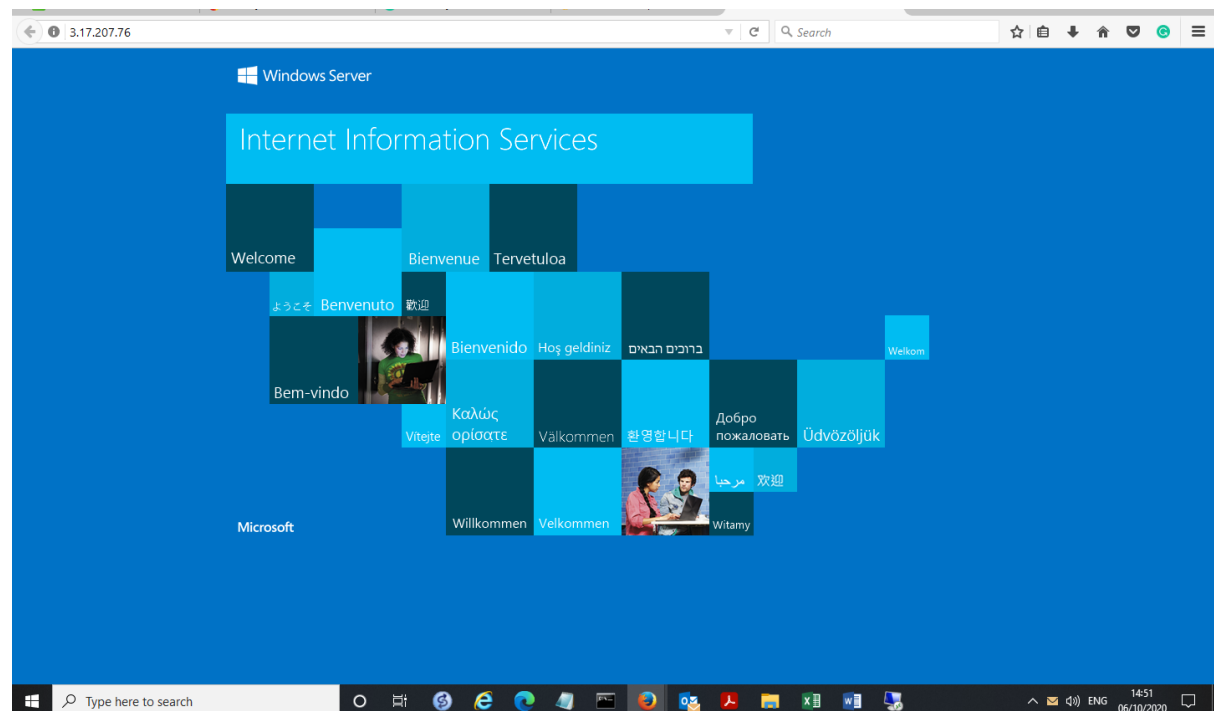 3.17.207.76
Search
Windows Server
Internet Information Services
Welcome
Bienvenue
Tervetuloa
ようこそ
Benvenuto
歡迎
Bienvenido
Hoş geldiniz
ברוכים הבאים
Welkom
Bem-vindo
Vítejte
Καλώς
ορίσατε
Välkommen
환영합니다
Добро
пожаловать
Üdvözöljük
مرحبا
欢迎
Microsoft
Willkommen
Velkommen
Witamy
Type here to search
ENG
14:51
06/10/2020